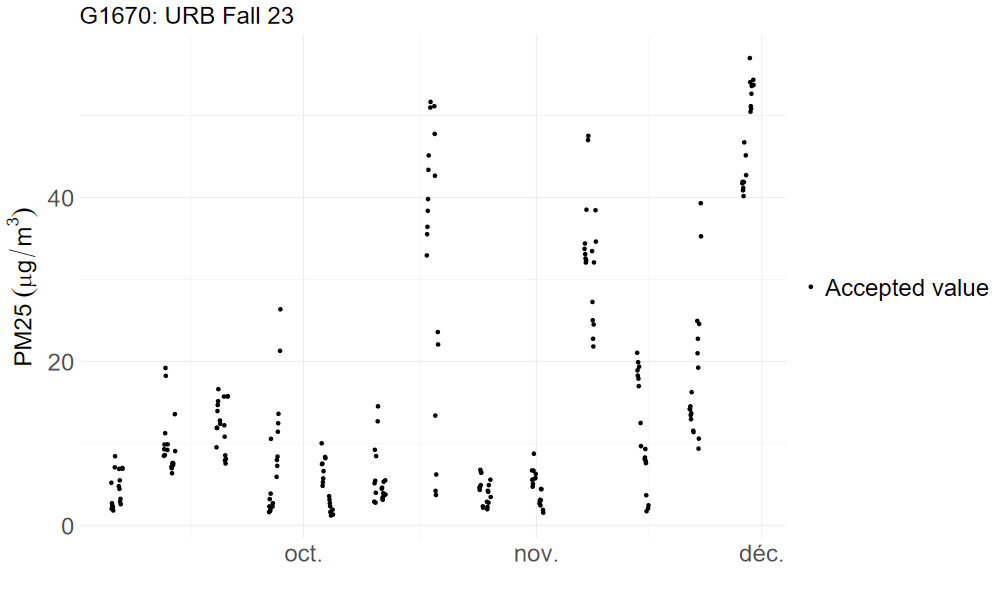 G1670: URB Fall 23
PM25 (μg/m³)
40
20
0
oct.
nov.
déc.
Accepted value